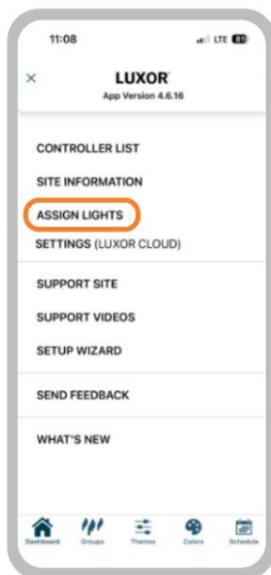 11:08 LTE 81
LUXOR
App Version 4.6.16
CONTROLLER LIST
SITE INFORMATION
ASSIGN LIGHTS
SETTINGS (LUXOR CLOUD)
SUPPORT SITE
SUPPORT VIDEOS
SETUP WIZARD
SEND FEEDBACK
WHAT'S NEW
Dashboard Groups Themes Colors Schedule